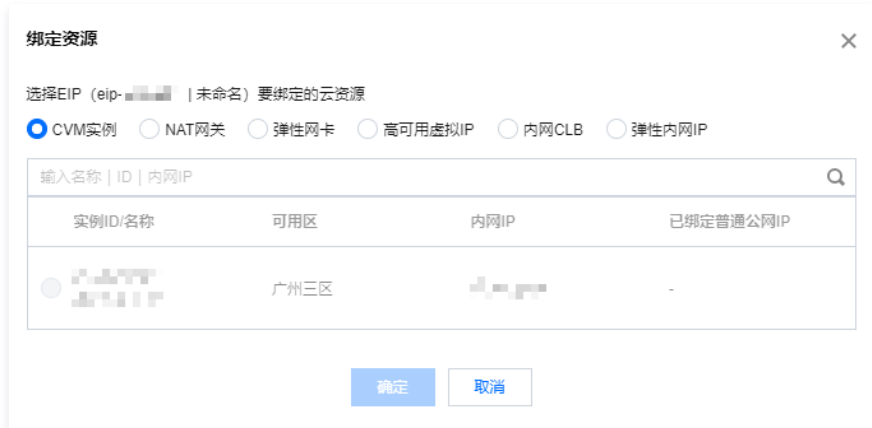 绑定资源
选择EIP（eip- | 未命名）要绑定的云资源
CVM实例 NAT网关 弹性网卡 高可用虚拟IP 内网CLB 弹性内网IP
输入名称 | ID | 内网IP
实例ID/名称 可用区 内网IP 已绑定普通公网IP
广州三区 -
确定 取消